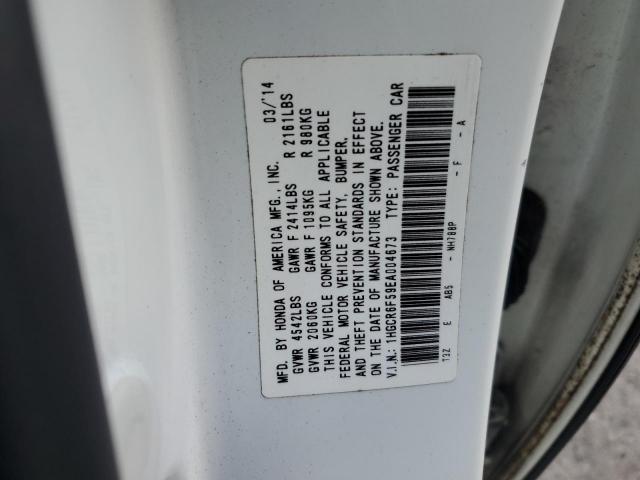 MFD. BY HONDA OF AMERICA MFG., INC. 03/'14
GVWR 4542LBS GAWR F 2414LBS R 2161LBS
GVWR 2060KG GAWR F 1095KG R 980KG
THIS VEHICLE CONFORMS TO ALL APPLICABLE
FEDERAL MOTOR VEHICLE SAFETY, BUMPER,
AND THEFT PREVENTION STANDARDS IN EFFECT
ON THE DATE OF MANUFACTURE SHOWN ABOVE.
V.I.N.: 1HGCR6F59EA004673 TYPE: PASSENGER CAR
T3Z E ABS - NH788P - F - A